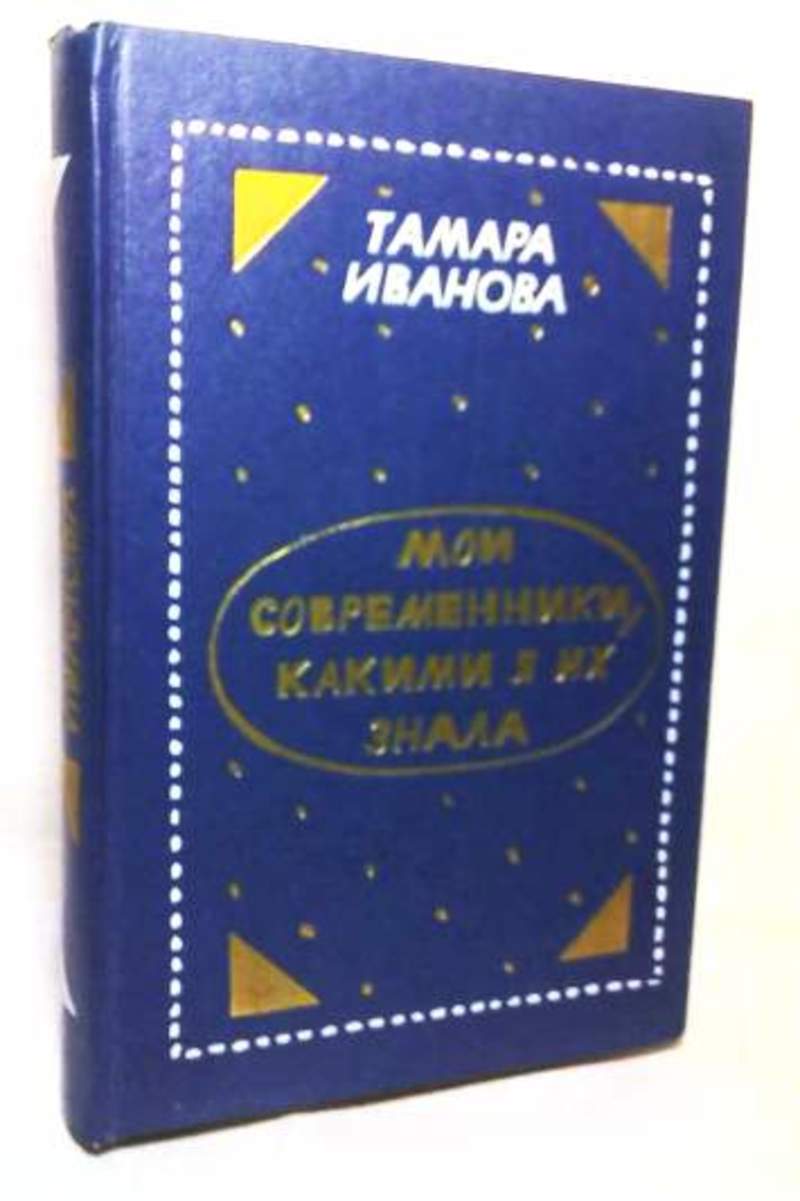 ТАМАРА
ИВАНОВА
МОИ
СОВРЕМЕННИКИ,
КАКИМИ Я ИХ
ЗНАЛА